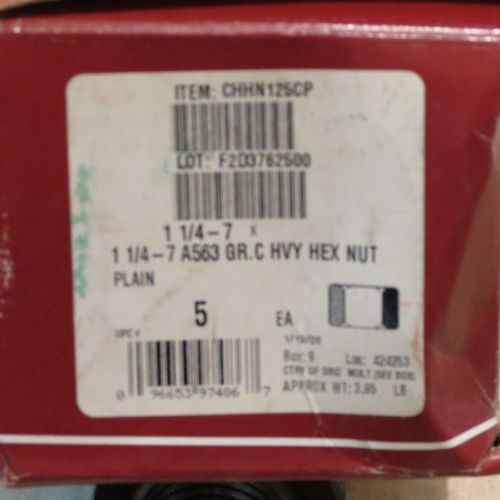 ITEM: CHHN125CP
LOT: F2D3762500
1 1/4-7 x
1 1/4-7 A563 GR.C HVY HEX NUT
PLAIN
5 EA
UPC #
Box: 9 Loc: 424253
CTRY OF ORG: MULT.(SEE BOX)
0 96653 97486 7
APPROX WT: 3.95 LB